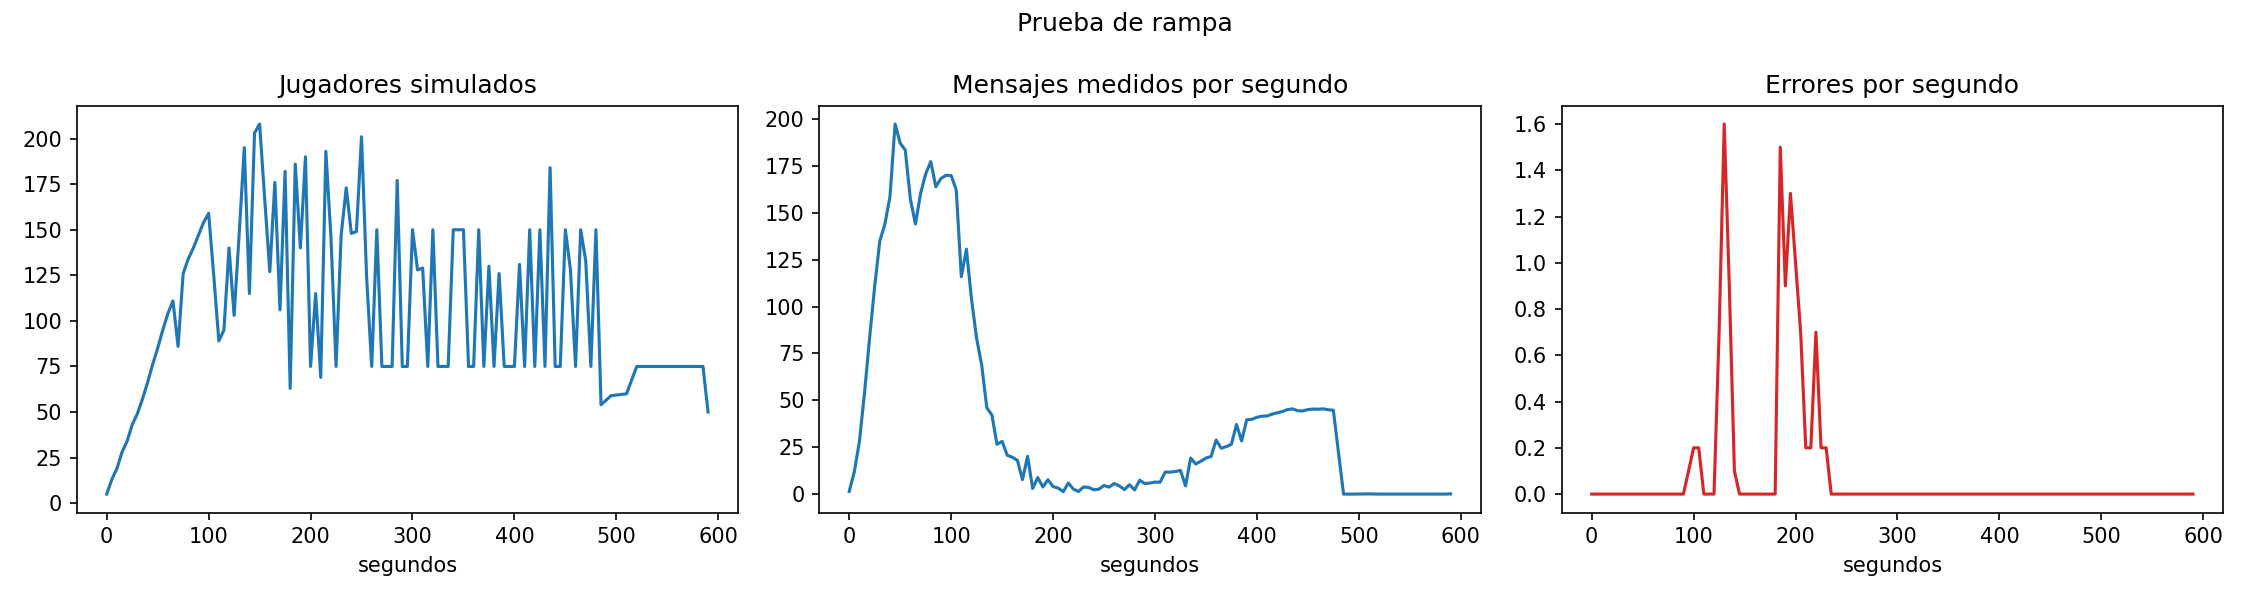 Prueba de rampa
Jugadores simulados
200
175
150
125
100
75
50
25
0
0 100 200 300 400 500 600
segundos
Mensajes medidos por segundo
200
175
150
125
100
75
50
25
0
0 100 200 300 400 500 600
segundos
Errores por segundo
1.6
1.4
1.2
1.0
0.8
0.6
0.4
0.2
0.0
0 100 200 300 400 500 600
segundos